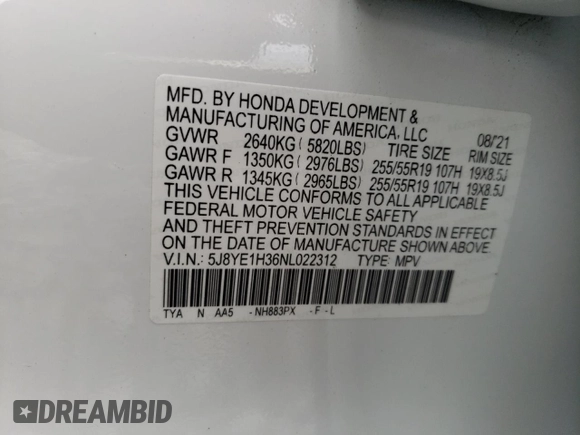 MFD. BY HONDA DEVELOPMENT &
MANUFACTURING OF AMERICA, LLC 08/'21
GVWR 2640KG ( 5820LBS) TIRE SIZE RIM SIZE
GAWR F 1350KG ( 2976LBS) 255/55R19 107H 19X8.5J
GAWR R 1345KG ( 2965LBS) 255/55R19 107H 19X8.5J
THIS VEHICLE CONFORMS TO ALL APPLICABLE
FEDERAL MOTOR VEHICLE SAFETY
AND THEFT PREVENTION STANDARDS IN EFFECT
ON THE DATE OF MANUFACTURE SHOWN ABOVE.
V.I.N.: 5J8YE1H36NL022312 TYPE: MPV
TYA N AA5 - NH883PX - F - L
DREAMBID